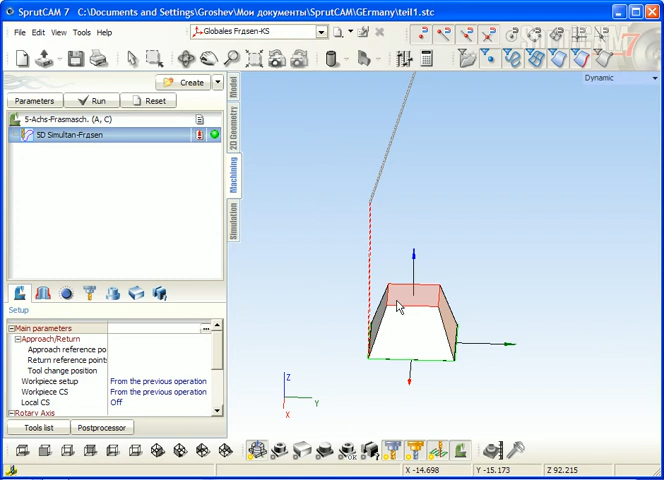 SprutCAM 7 C:\Documents and Settings\Groshev\Мои документы\SprutCAM\GErmany\teil1.stc
File Edit View Tools Help
Globales Frдsen-KS
7
Dynamic
Create
Parameters
Run
Reset
5-Achs-Frasmasch. (A, C)
5D Simultan-Frдsen
Model
2D Geometry
Machining
Simulation
Setup
Main parameters
Approach/Return
Approach reference po
Return reference point:
Tool change position
Workpiece setup From the previous operation
Workpiece CS From the previous operation
Local CS Off
Rotary Axis
Tools list
Postprocessor
Z
Y
X
OK
X -14.698 Y -15.173 Z 92.215